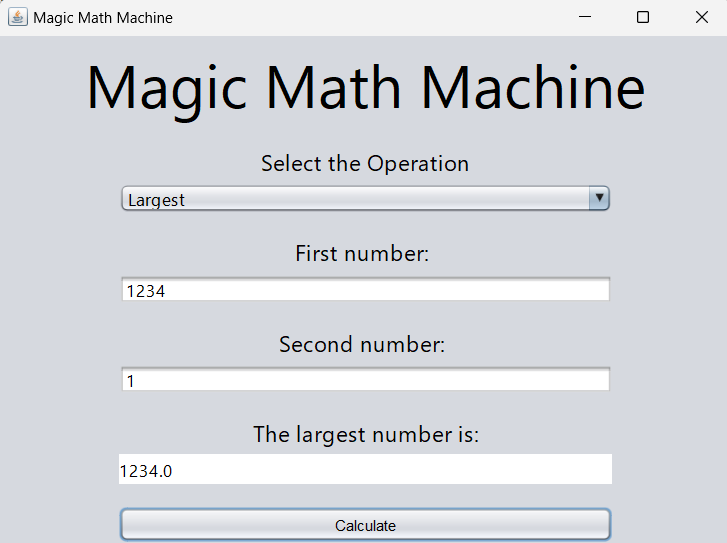 Magic Math Machine
Magic Math Machine
Select the Operation
Largest
First number:
1234
Second number:
1
The largest number is:
1234.0
Calculate